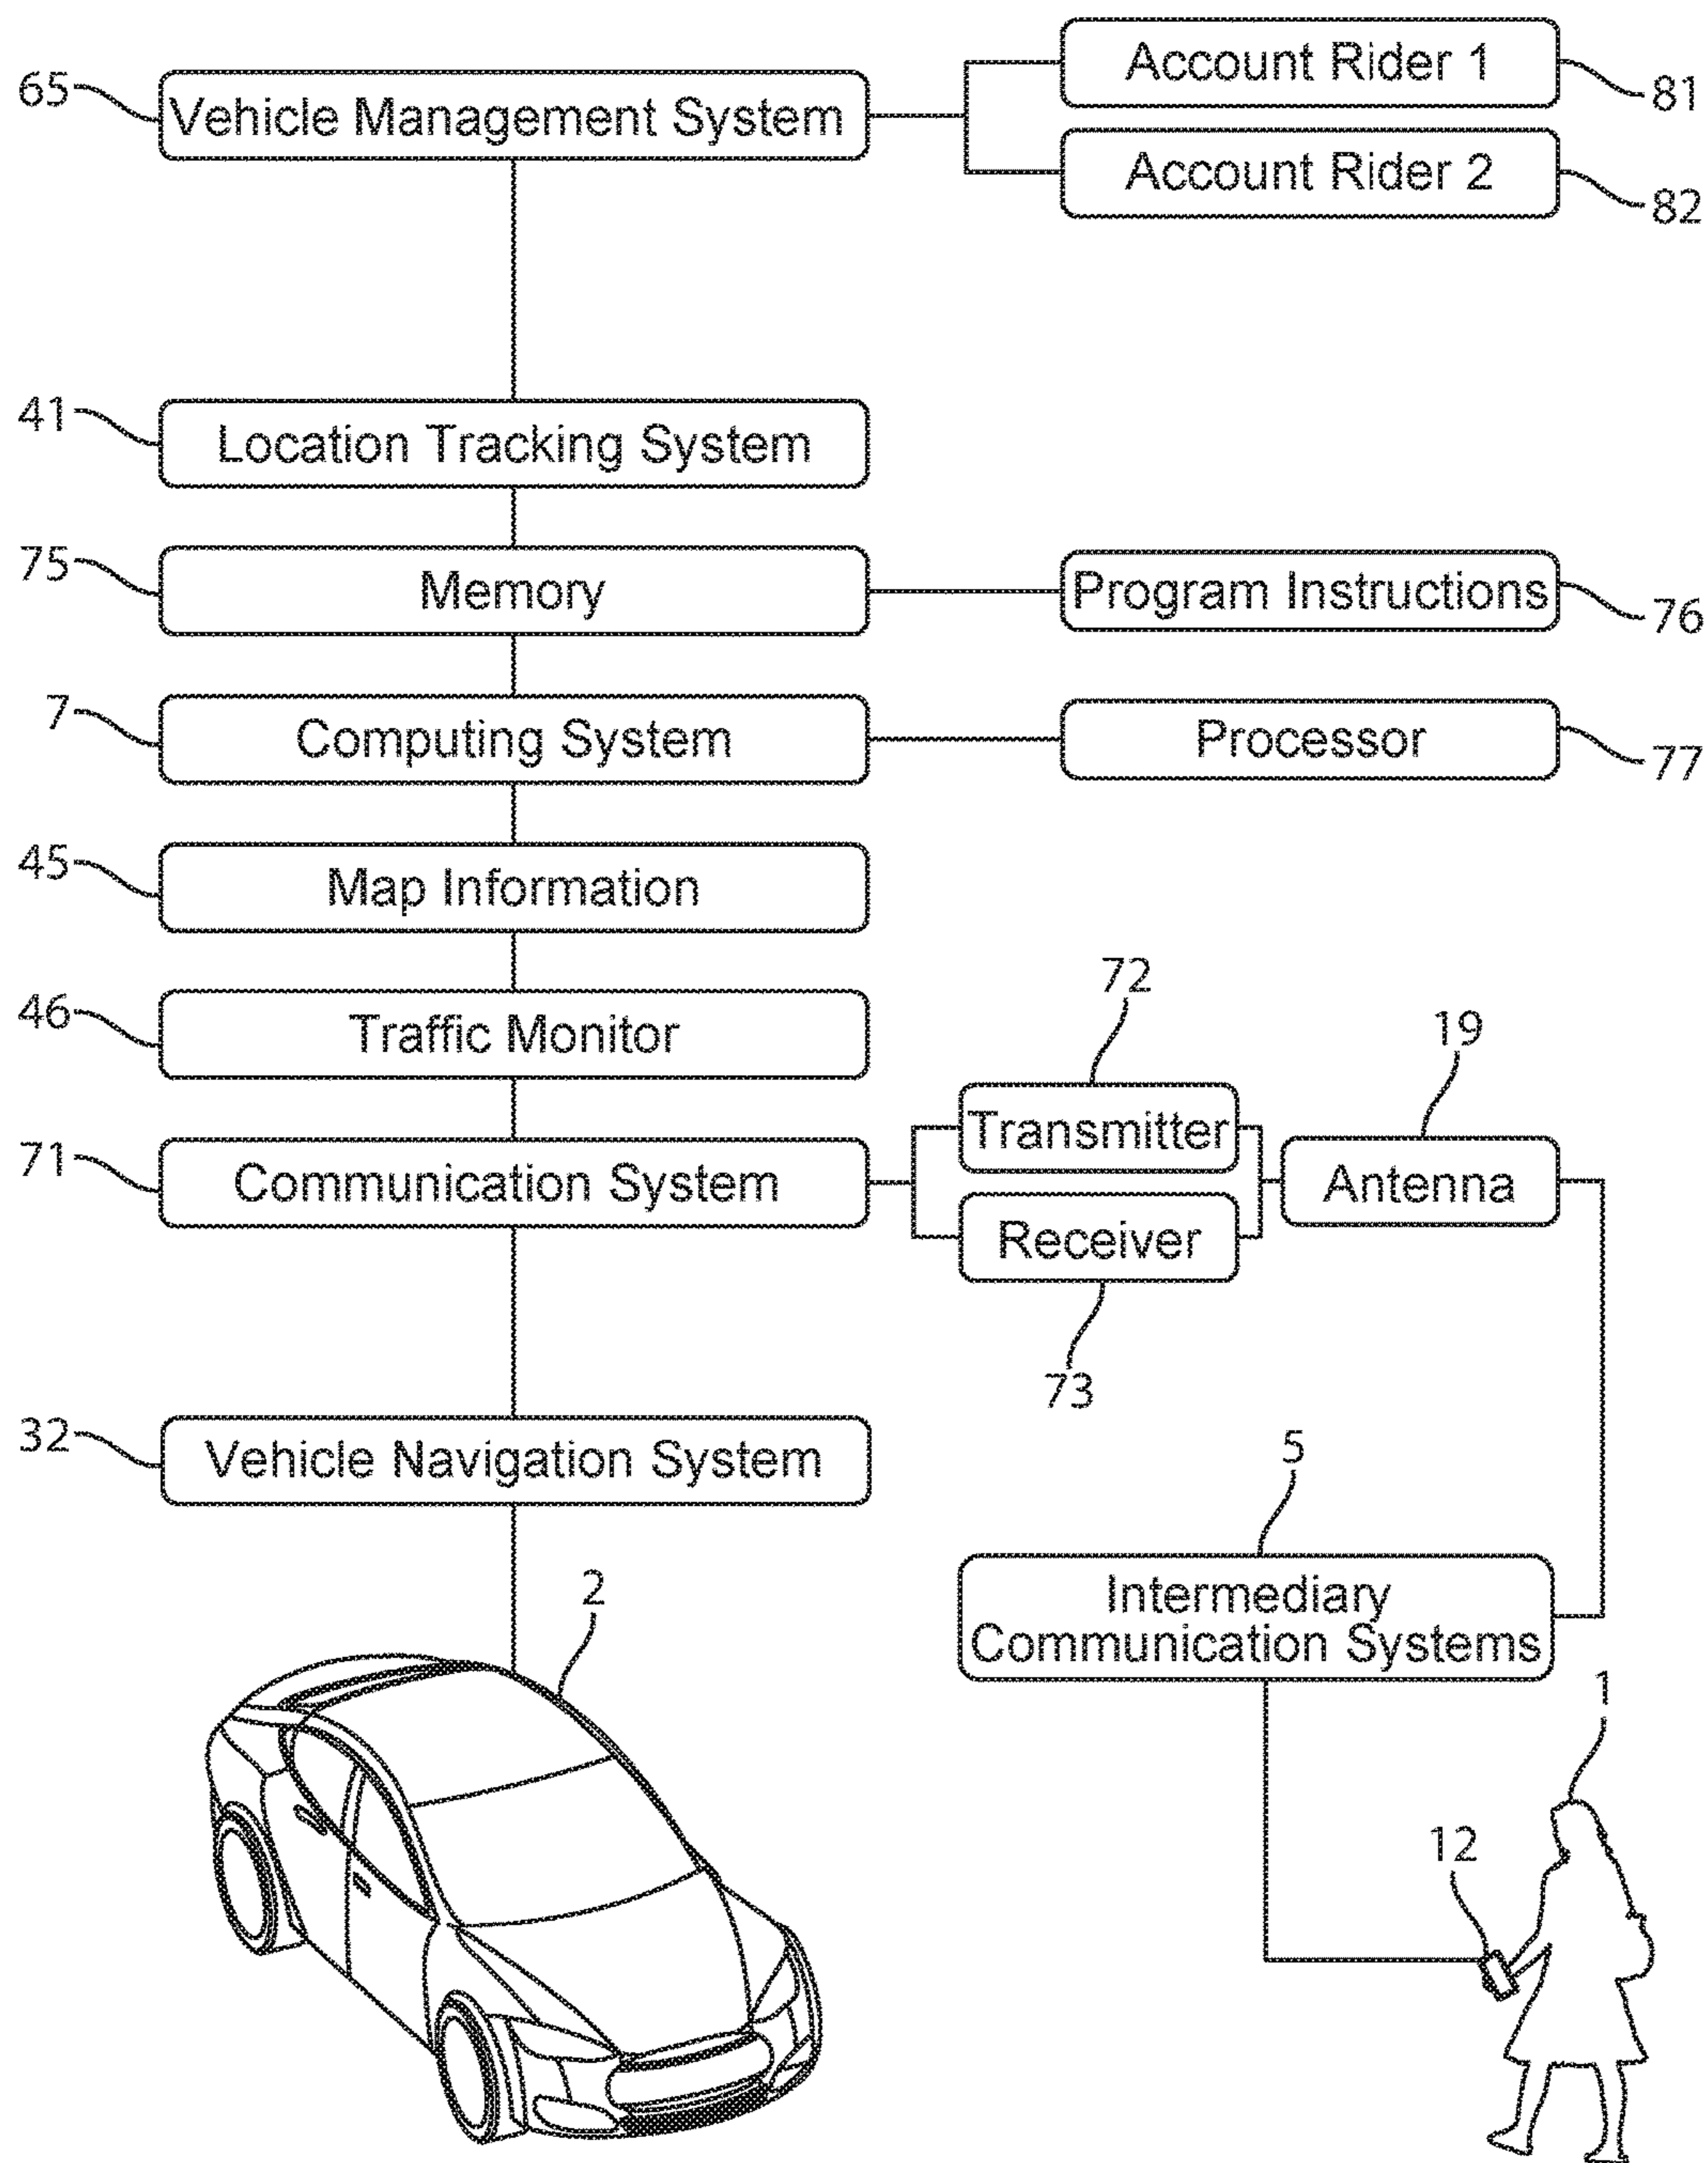 65
Vehicle Management System
Account Rider 1
81
Account Rider 2
82
41
Location Tracking System
75
Memory
Program Instructions
76
7
Computing System
Processor
77
45
Map Information
46
Traffic Monitor
72
19
71
Communication System
Transmitter
Receiver
Antenna
73
32
Vehicle Navigation System
5
Intermediary
Communication Systems
2
1
12